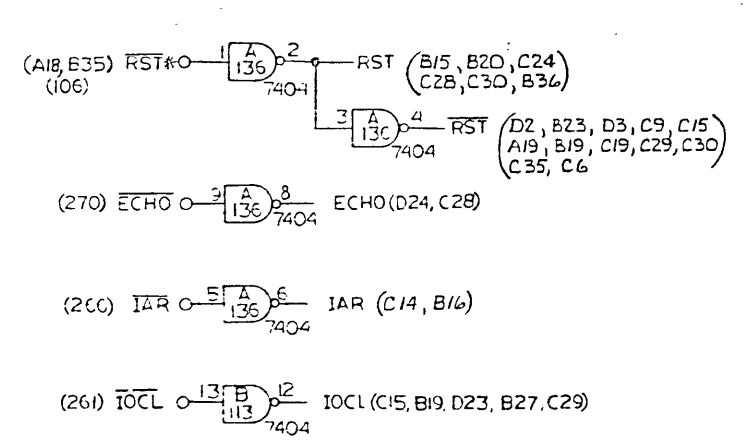 (A18, B35) RST* 1 A 136 2 7404 RST (B15, B20, C24
C28, C30, B36)
(106)
3 A 136 4 7404 RST (D2, B23, D3, C9, C15
A19, B19, C19, C29, C30
C35, C6)
(270) ECHO 9 A 136 8 7404 ECHO (D24, C28)
IAR 5 A 136 6 7404 IAR (C14, B16)
(261) IOCL 13 B 113 12 7404 IOCL (C15, B19, D23, B27, C29)